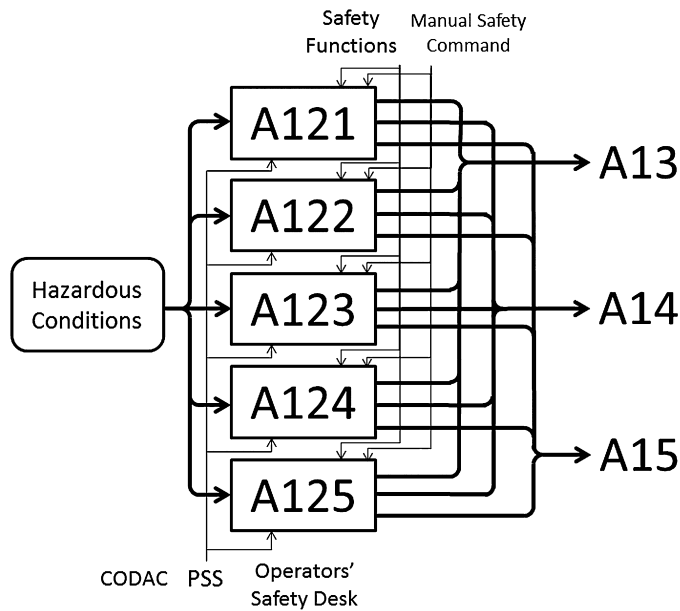 Safety
Functions
Manual Safety
Command
A121
A122
A123
A124
A125
Hazardous
Conditions
A13
A14
A15
CODAC
PSS
Operators’
Safety Desk